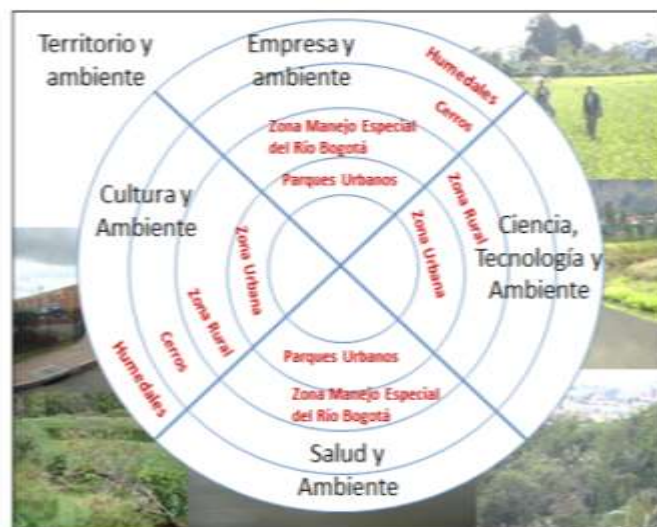 Territorio y
ambiente
Empresa y
ambiente
Humedales
Cerros
Zona Manejo Especial
del Río Bogotá
Parques Urbanos
Zona Rural
Zona Urbana
Cultura y
Ambiente
Ciencia,
Tecnología y
Ambiente
Zona Urbana
Zona Rural
Cerros
Humedales
Parques Urbanos
Zona Manejo Especial
del Río Bogotá
Salud y
Ambiente